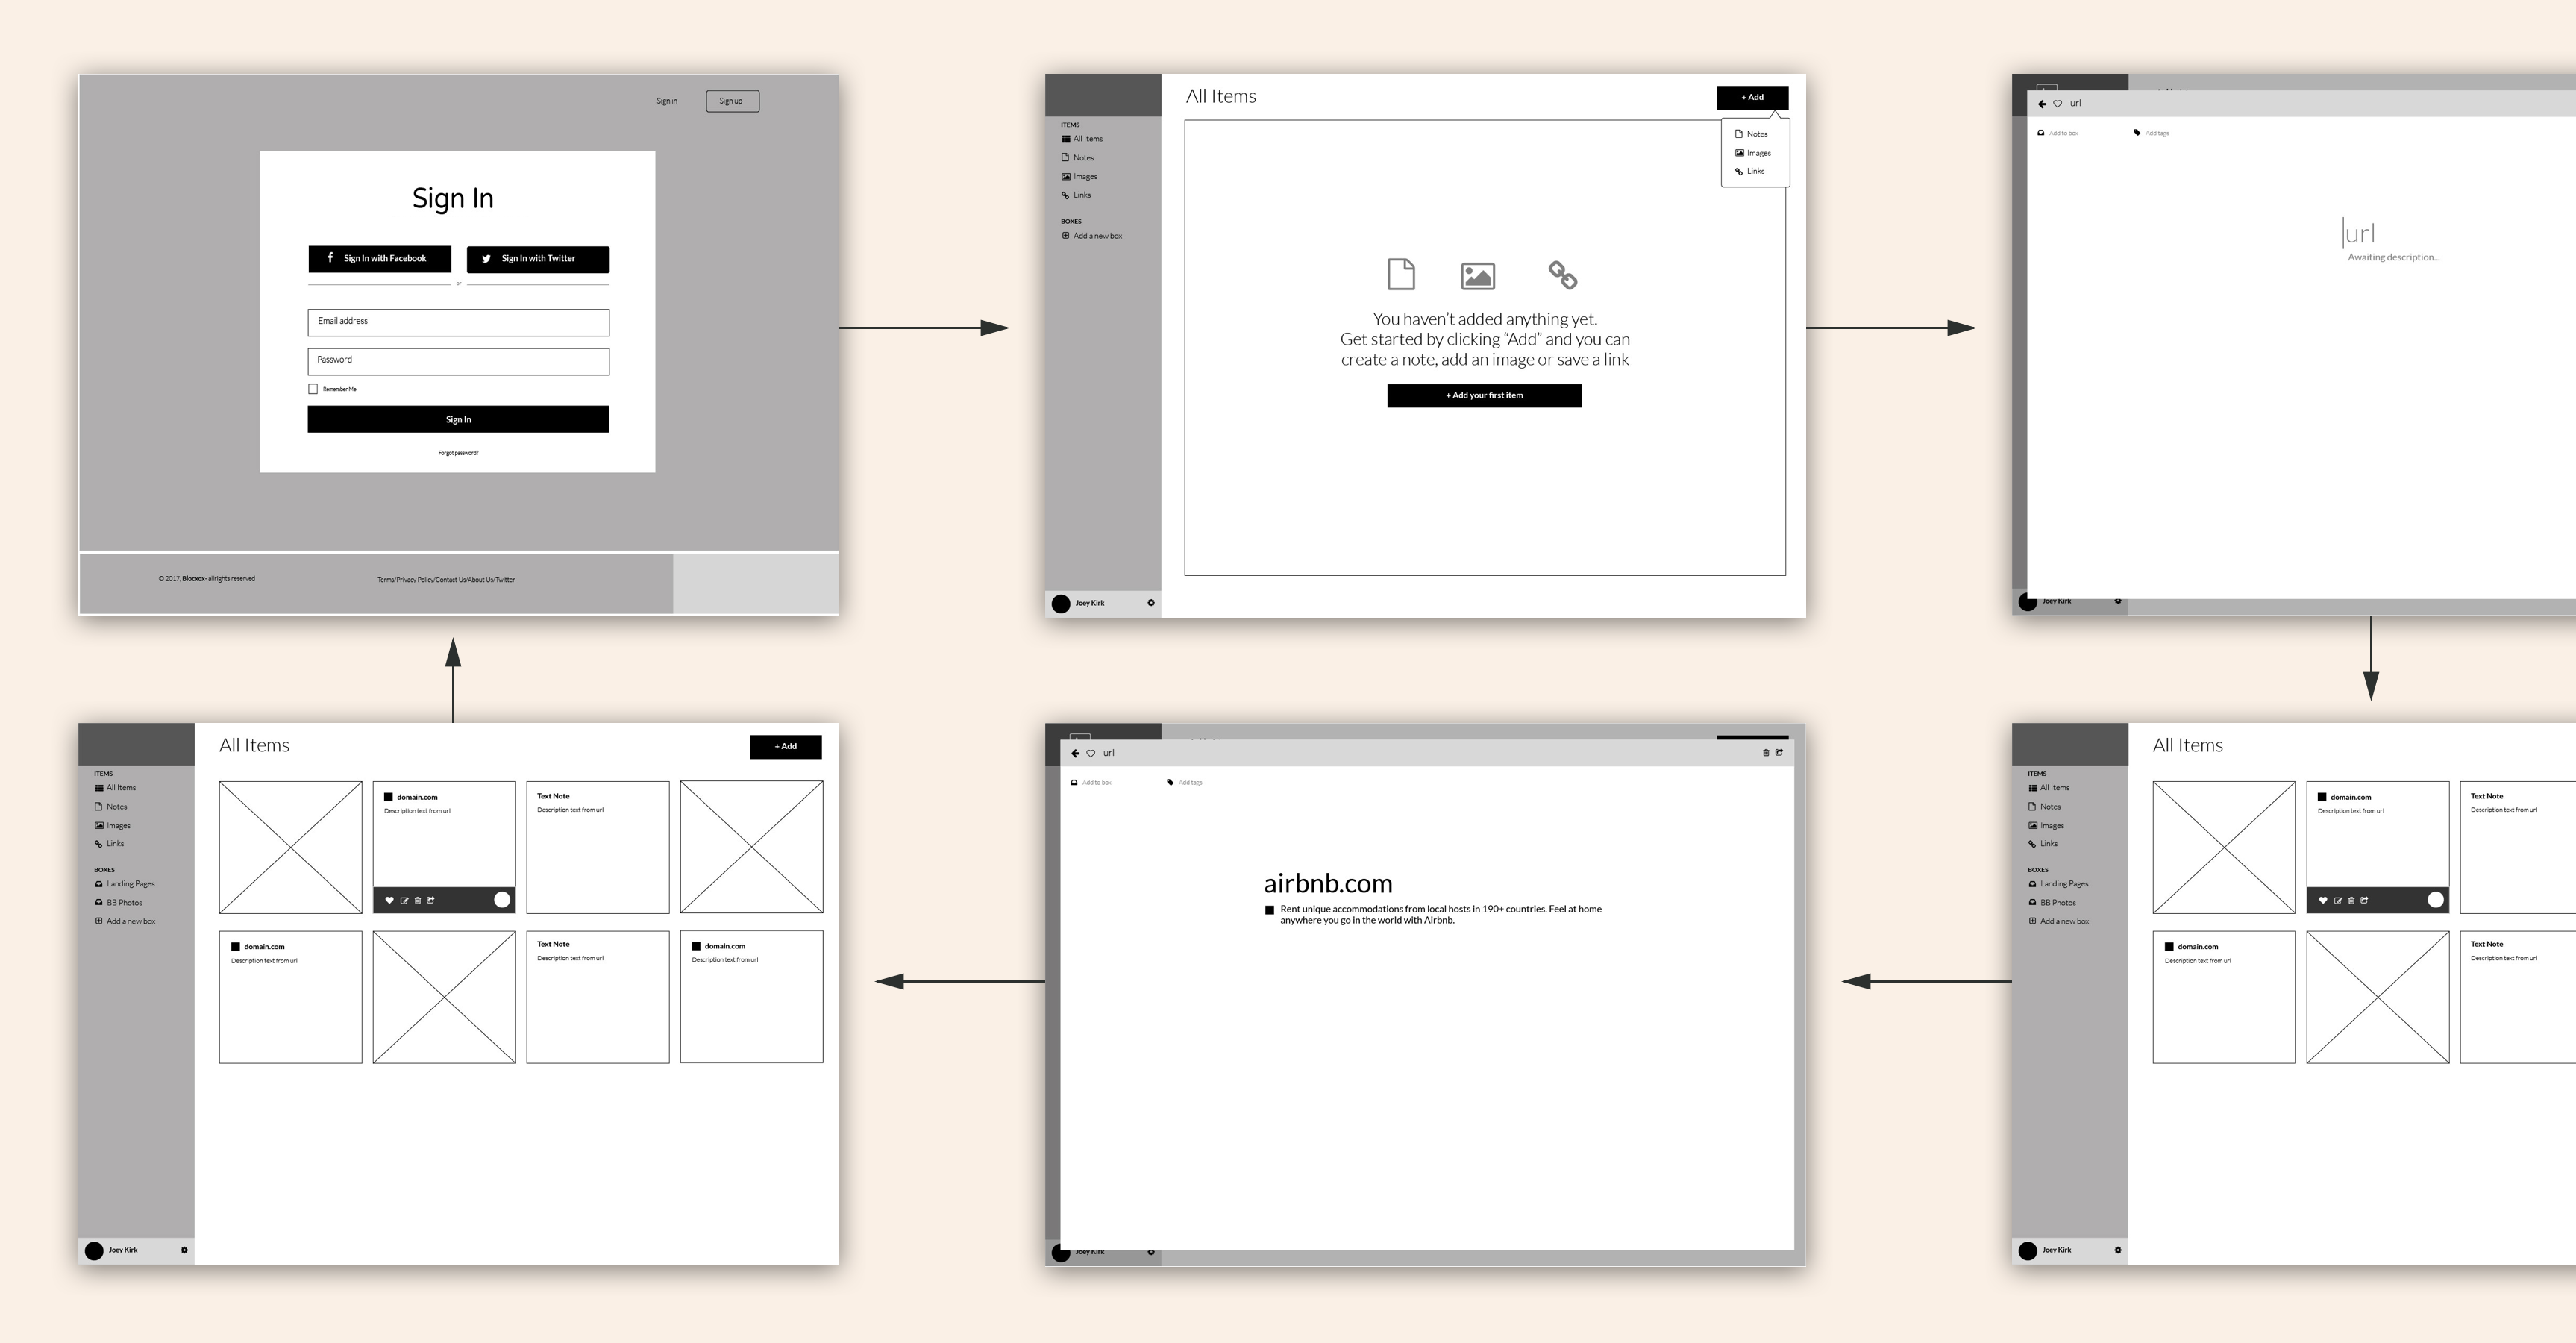 Sign in
Sign up
Sign In
Sign In with Facebook
Sign In with Twitter
or
Email address
Password
Remember Me
Sign In
Forgot password?
© 2017, Blocxox- allrights reserved
Terms/Privacy Policy/Contact Us/About Us/Twitter
All Items
+ Add
ITEMS
All Items
Notes
Images
Links
BOXES
Add a new box
Notes
Images
Links
You haven't added anything yet.
Get started by clicking “Add” and you can
create a note, add an image or save a link
+ Add your first item
Joey Kirk
url
Add to box
Add tags
url
Awaiting description...
Joey Kirk
All Items
+ Add
ITEMS
All Items
Notes
Images
Links
BOXES
Landing Pages
BB Photos
Add a new box
domain.com
Description text from url
Text Note
Description text from url
domain.com
Description text from url
Text Note
Description text from url
domain.com
Description text from url
Joey Kirk
url
Add to box
Add tags
airbnb.com
Rent unique accommodations from local hosts in 190+ countries. Feel at home
anywhere you go in the world with Airbnb.
Joey Kirk
All Items
ITEMS
All Items
Notes
Images
Links
BOXES
Landing Pages
BB Photos
Add a new box
domain.com
Description text from url
Text Note
Description text from url
domain.com
Description text from url
Text Note
Description text from url
Joey Kirk